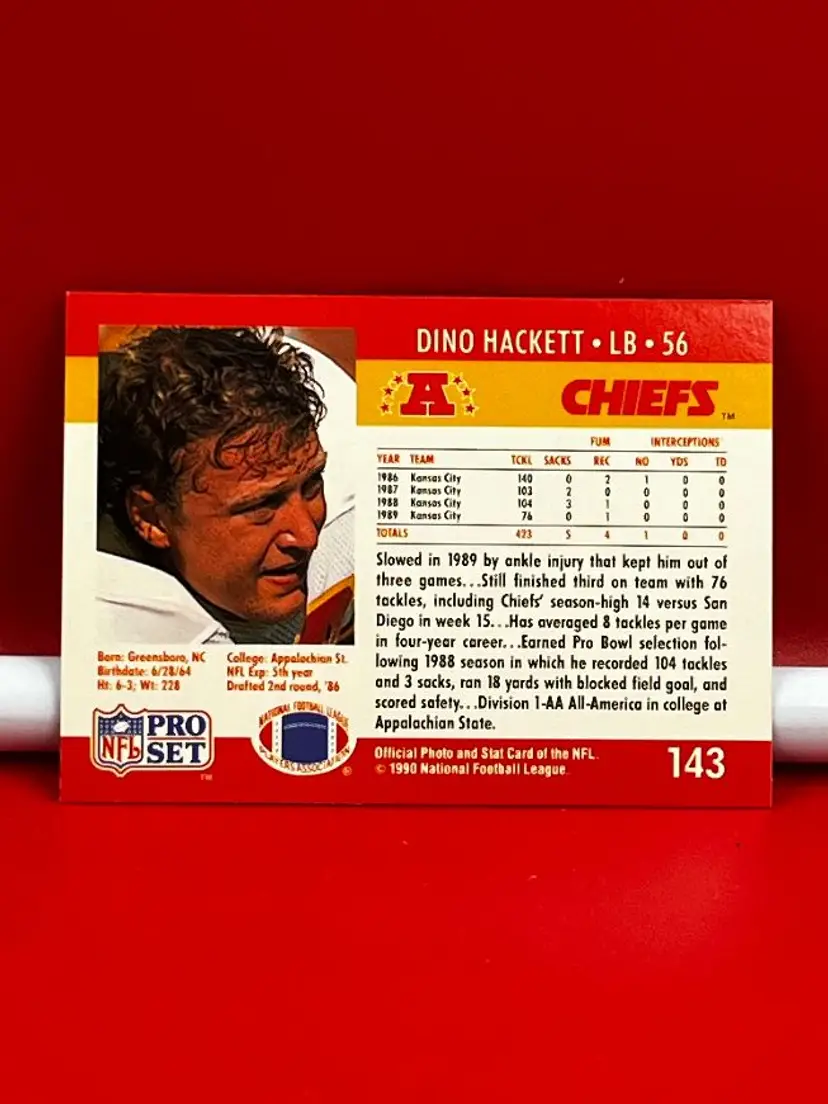 DINO HACKETT • LB • 56
A
CHIEFS™
FUM INTERCEPTIONS
YEAR TEAM TCKL SACKS REC NO YDS TD
1986 Kansas City 140 0 2 1 0 0
1987 Kansas City 103 2 0 0 0 0
1988 Kansas City 104 3 1 0 0 0
1989 Kansas City 76 0 1 0 0 0
TOTALS 423 5 4 1 0 0
Slowed in 1989 by ankle injury that kept him out of
three games...Still finished third on team with 76
tackles, including Chiefs' season-high 14 versus San
Diego in week 15...Has averaged 8 tackles per game
in four-year career...Earned Pro Bowl selection fol-
lowing 1988 season in which he recorded 104 tackles
and 3 sacks, ran 18 yards with blocked field goal, and
scored safety...Division 1-AA All-America in college at
Appalachian State.
Born: Greensboro, NC
Birthdate: 6/28/64
Ht: 6-3; Wt: 228
College: Appalachian St.
NFL Exp: 5th year
Drafted 2nd round, '86
NFL PRO SET™
NATIONAL FOOTBALL LEAGUE
PLAYERS ASSOCIATION ®
Official Photo and Stat Card of the NFL.
© 1990 National Football League.
143